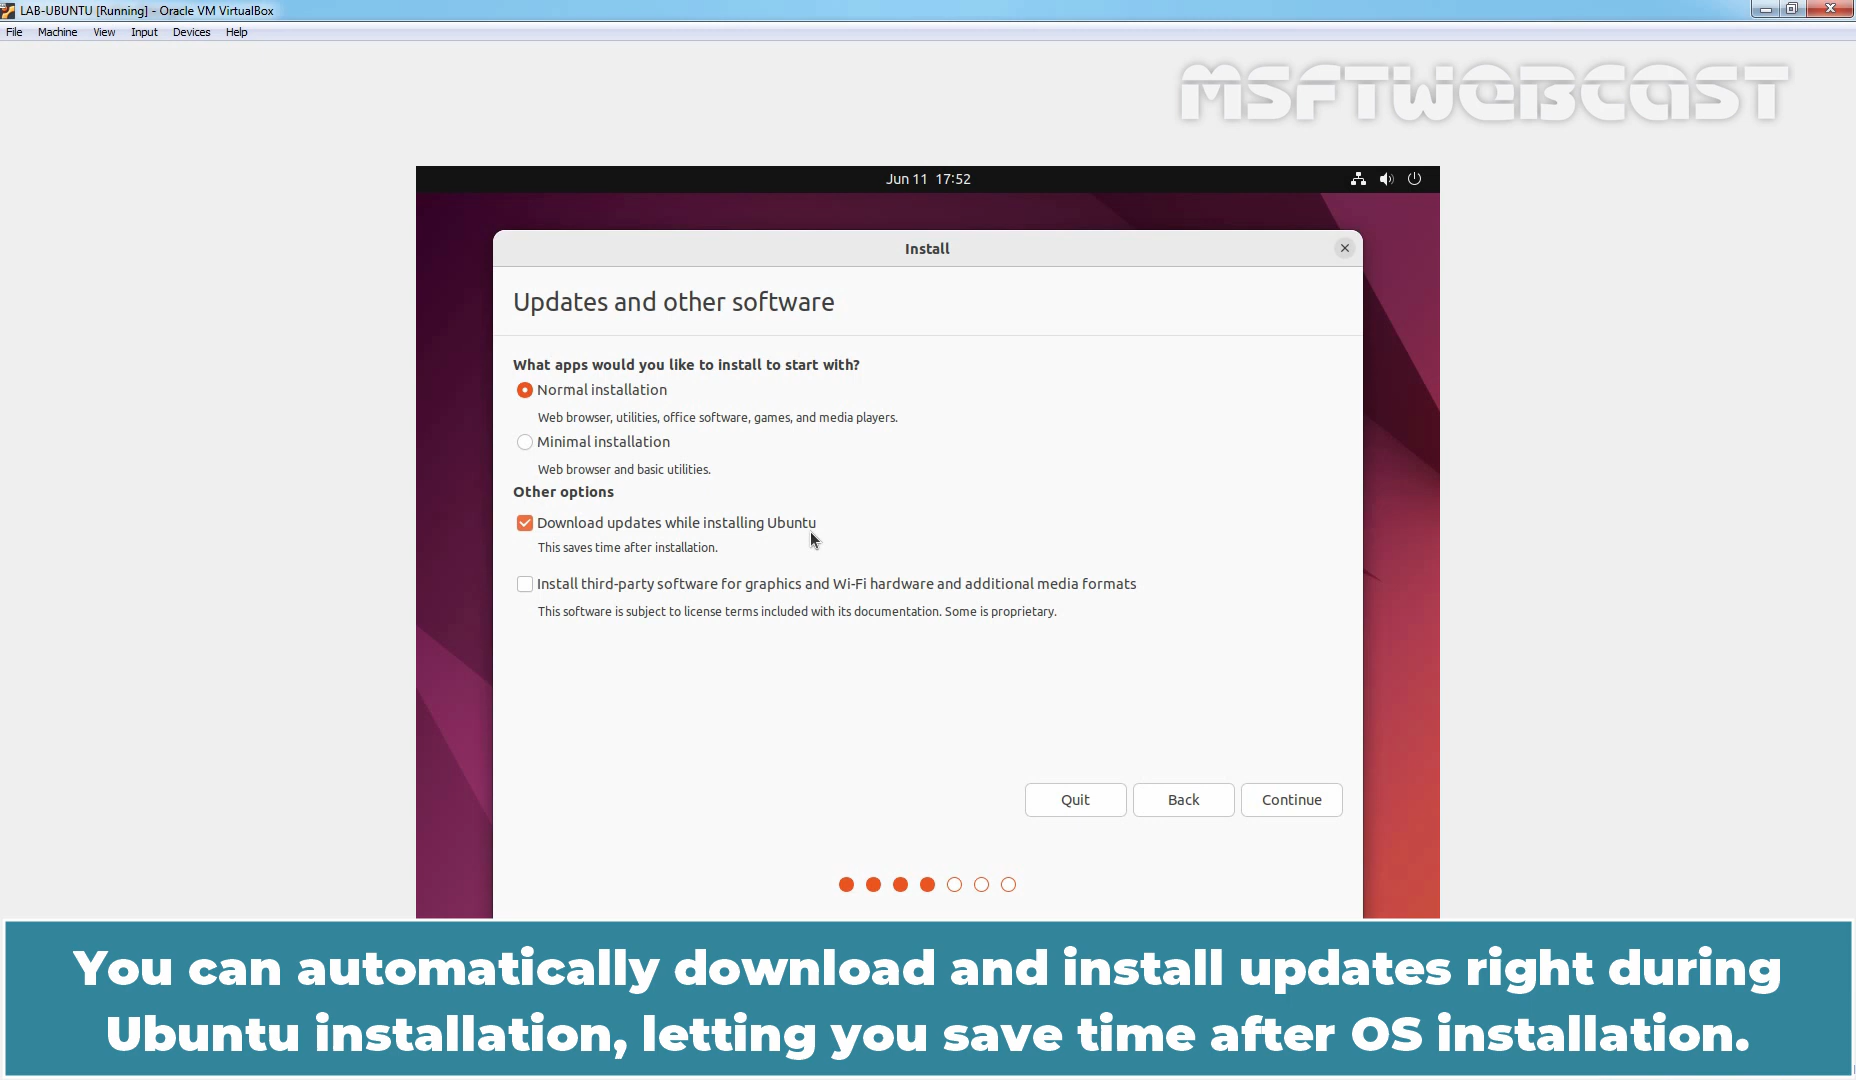 LAB-UBUNTU [Running] - Oracle VM VirtualBox
File Machine View Input Devices Help
MSFTWEBCAST
Jun 11 17:52
Install
Updates and other software
What apps would you like to install to start with?
Normal installation
Web browser, utilities, office software, games, and media players.
Minimal installation
Web browser and basic utilities.
Other options
Download updates while installing Ubuntu
This saves time after installation.
Install third-party software for graphics and Wi-Fi hardware and additional media formats
This software is subject to license terms included with its documentation. Some is proprietary.
Quit Back Continue
You can automatically download and install updates right during
Ubuntu installation, letting you save time after OS installation.